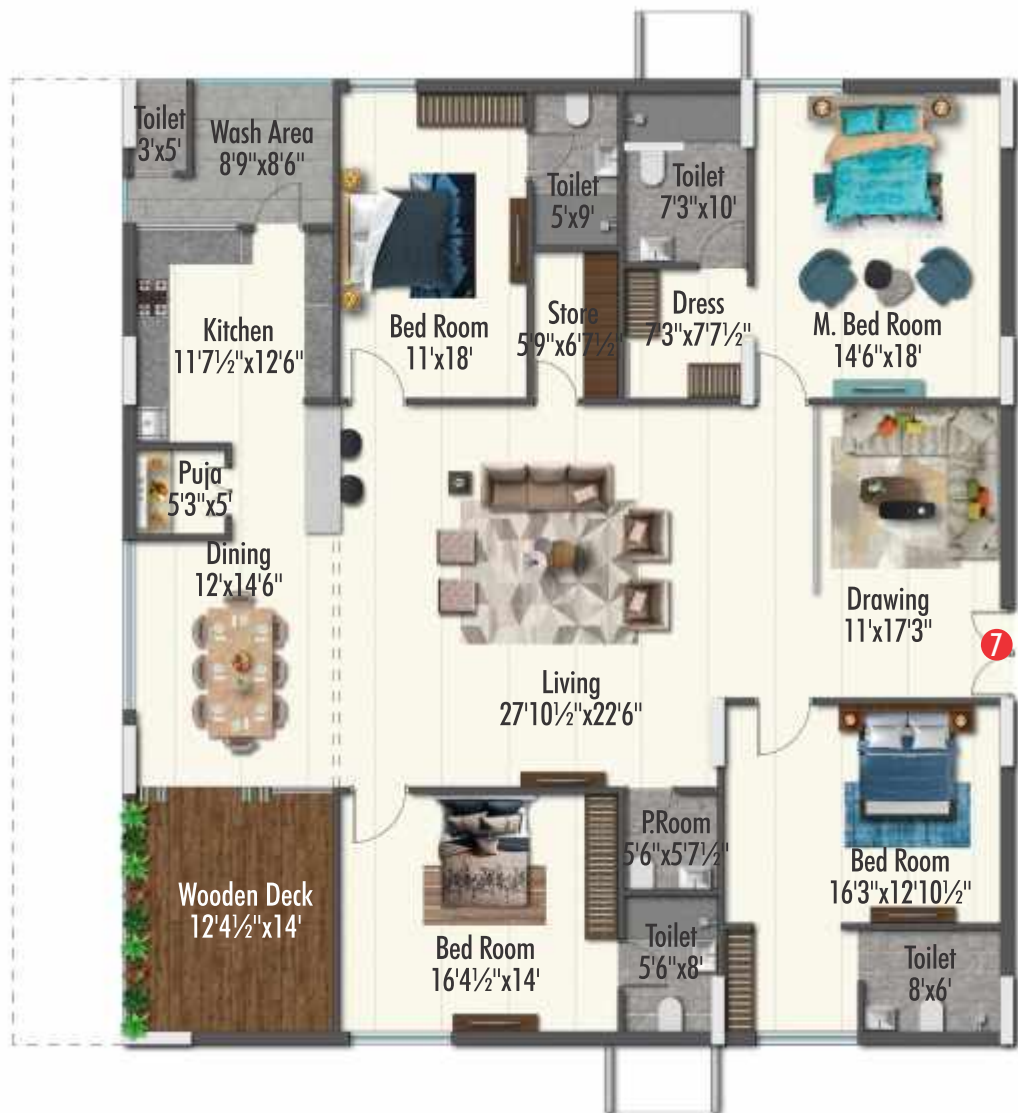 Toilet
3'x5'
Wash Area
8'9"x8'6"
Toilet
5'x9'
Toilet
7'3"x10'
Kitchen
11'7½"x12'6"
Bed Room
11'x18'
Store
5'9"x6'7½"
Dress
7'3"x7'7½"
M. Bed Room
14'6"x18'
Puja
5'3"x5'
Dining
12'x14'6"
Drawing
11'x17'3"
7
Living
27'10½"x22'6"
P.Room
5'6"x5'7½"
Bed Room
16'3"x12'10½"
Wooden Deck
12'4½"x14'
Bed Room
16'4½"x14'
Toilet
5'6"x8'
Toilet
8'x6'